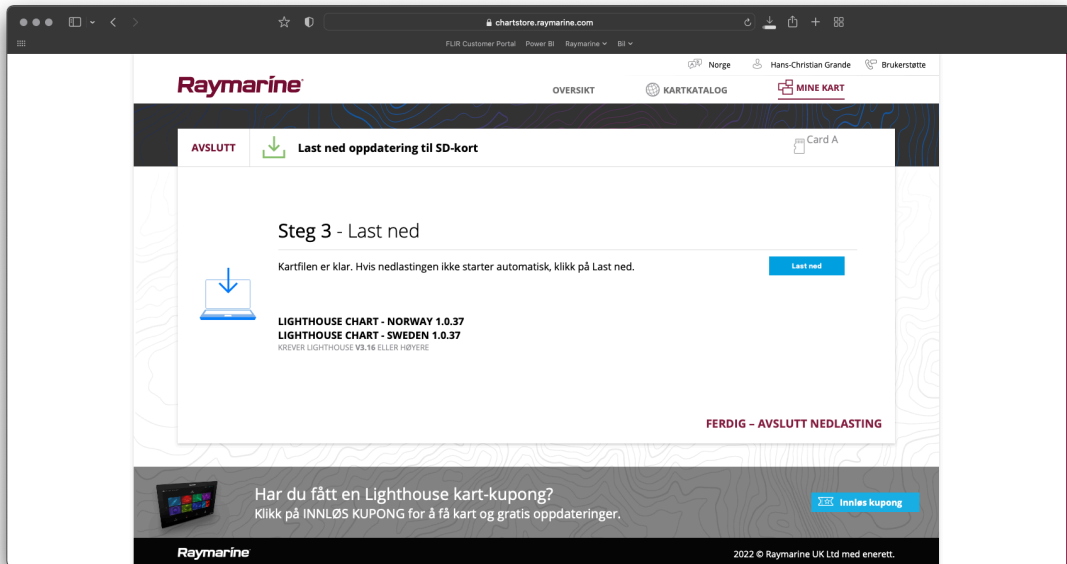 chartstore.raymarine.com
FLIR Customer Portal Power BI Raymarine Bil
Norge Hans-Christian Grande Brukerstøtte
Raymarine
OVERSIKT KARTKATALOG MINE KART
AVSLUTT Last ned oppdatering til SD-kort Card A
Steg 3 - Last ned
Kartfilen er klar. Hvis nedlastingen ikke starter automatisk, klikk på Last ned. Last ned
LIGHTHOUSE CHART - NORWAY 1.0.37
LIGHTHOUSE CHART - SWEDEN 1.0.37
KREVER LIGHTHOUSE V3.16 ELLER HØYERE
FERDIG – AVSLUTT NEDLASTING
Har du fått en Lighthouse kart-kupong?
Klikk på INNLØS KUPONG for å få kart og gratis oppdateringer.
Innløs kupong
Raymarine 2022 © Raymarine UK Ltd med enerett.